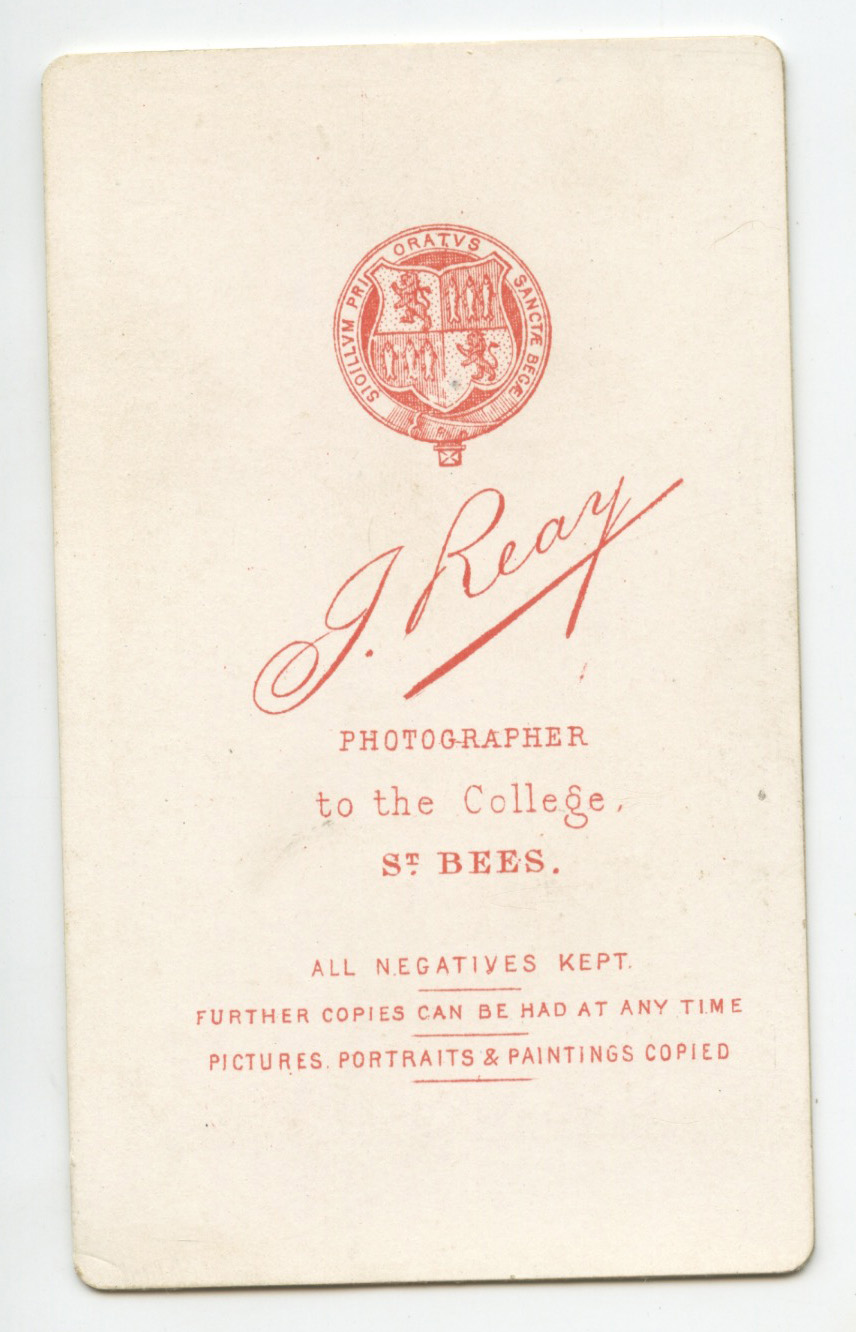 SIGILLVM PRIORATVS SANCTÆ BEGÆ
J. Reay
PHOTOGRAPHER
to the College,
ST. BEES.
ALL NEGATIVES KEPT.
FURTHER COPIES CAN BE HAD AT ANY TIME
PICTURES. PORTRAITS & PAINTINGS COPIED